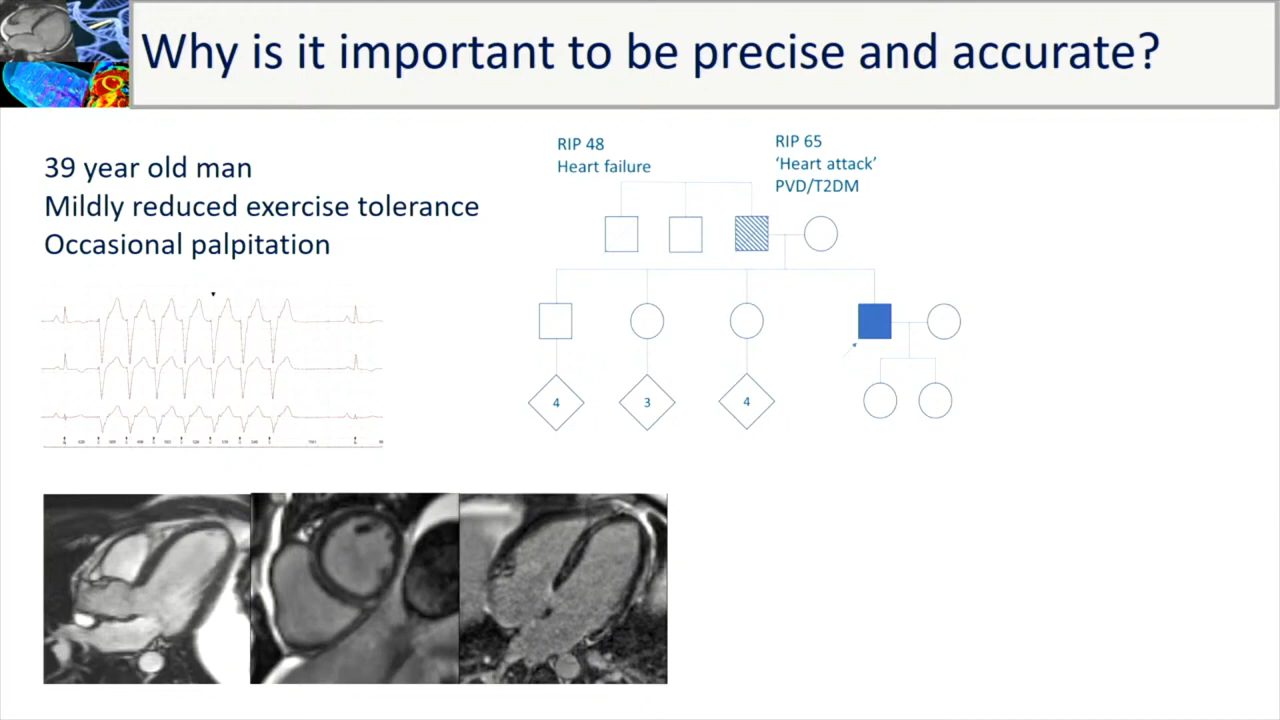 Why is it important to be precise and accurate?
39 year old man
Mildly reduced exercise tolerance
Occasional palpitation
RIP 48
Heart failure
RIP 65
‘Heart attack’
PVD/T2DM
4
3
4